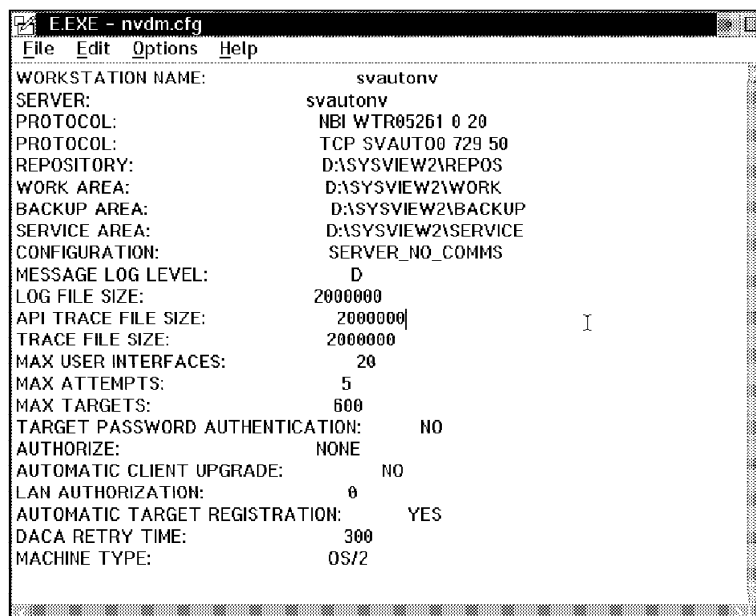 E.EXE - nvdm.cfg
File Edit Options Help
WORKSTATION NAME: svautonv
SERVER: svautonv
PROTOCOL: NBI WTR05261 0 20
PROTOCOL: TCP SVAUTO0 729 50
REPOSITORY: D:\SYSVIEW2\REPOS
WORK AREA: D:\SYSVIEW2\WORK
BACKUP AREA: D:\SYSVIEW2\BACKUP
SERVICE AREA: D:\SYSVIEW2\SERVICE
CONFIGURATION: SERVER_NO_COMMS
MESSAGE LOG LEVEL: D
LOG FILE SIZE: 2000000
API TRACE FILE SIZE: 2000000
TRACE FILE SIZE: 2000000
MAX USER INTERFACES: 20
MAX ATTEMPTS: 5
MAX TARGETS: 600
TARGET PASSWORD AUTHENTICATION: NO
AUTHORIZE: NONE
AUTOMATIC CLIENT UPGRADE: NO
LAN AUTHORIZATION: 0
AUTOMATIC TARGET REGISTRATION: YES
DACA RETRY TIME: 300
MACHINE TYPE: OS/2